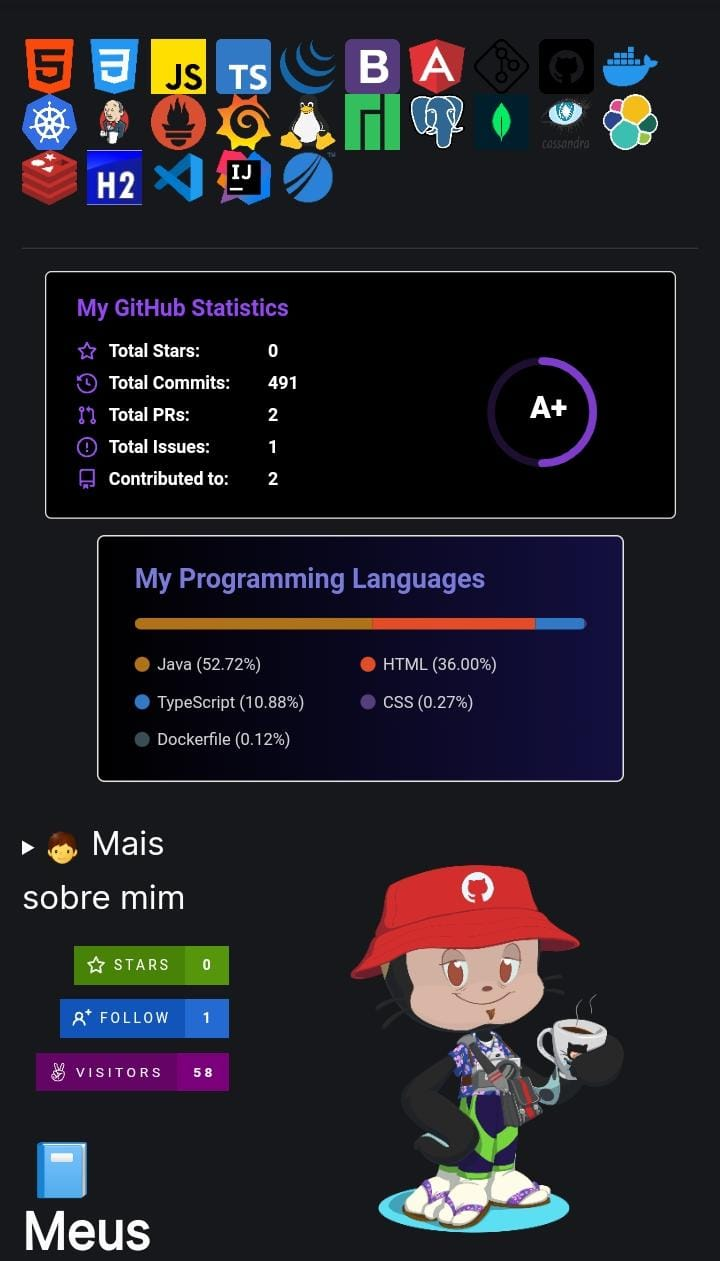 JS TS B A
cassandra
H2 IJ TM
My GitHub Statistics
Total Stars: 0
Total Commits: 491
Total PRs: 2
Total Issues: 1
Contributed to: 2
A+
My Programming Languages
Java (52.72%) HTML (36.00%)
TypeScript (10.88%) CSS (0.27%)
Dockerfile (0.12%)
Mais
sobre mim
STARS 0
FOLLOW 1
VISITORS 58
Meus